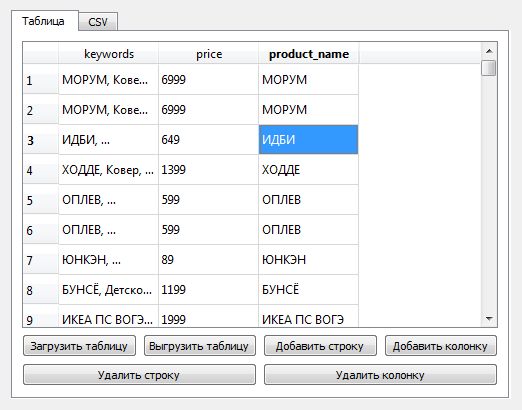 Таблица CSV
keywords price product_name
1 МОРУМ, Кове... 6999 МОРУМ
2 МОРУМ, Кове... 6999 МОРУМ
3 ИДБИ, ... 649 ИДБИ
4 ХОДДЕ, Ковер, ... 1399 ХОДДЕ
5 ОПЛЕВ, ... 599 ОПЛЕВ
6 ОПЛЕВ, ... 599 ОПЛЕВ
7 ЮНКЭН, ... 89 ЮНКЭН
8 БУНСЁ, Детско... 1199 БУНСЁ
9 ИКЕА ПС ВОГЭ... 1999 ИКЕА ПС ВОГЭ
Загрузить таблицу Выгрузить таблицу Добавить строку Добавить колонку
Удалить строку Удалить колонку